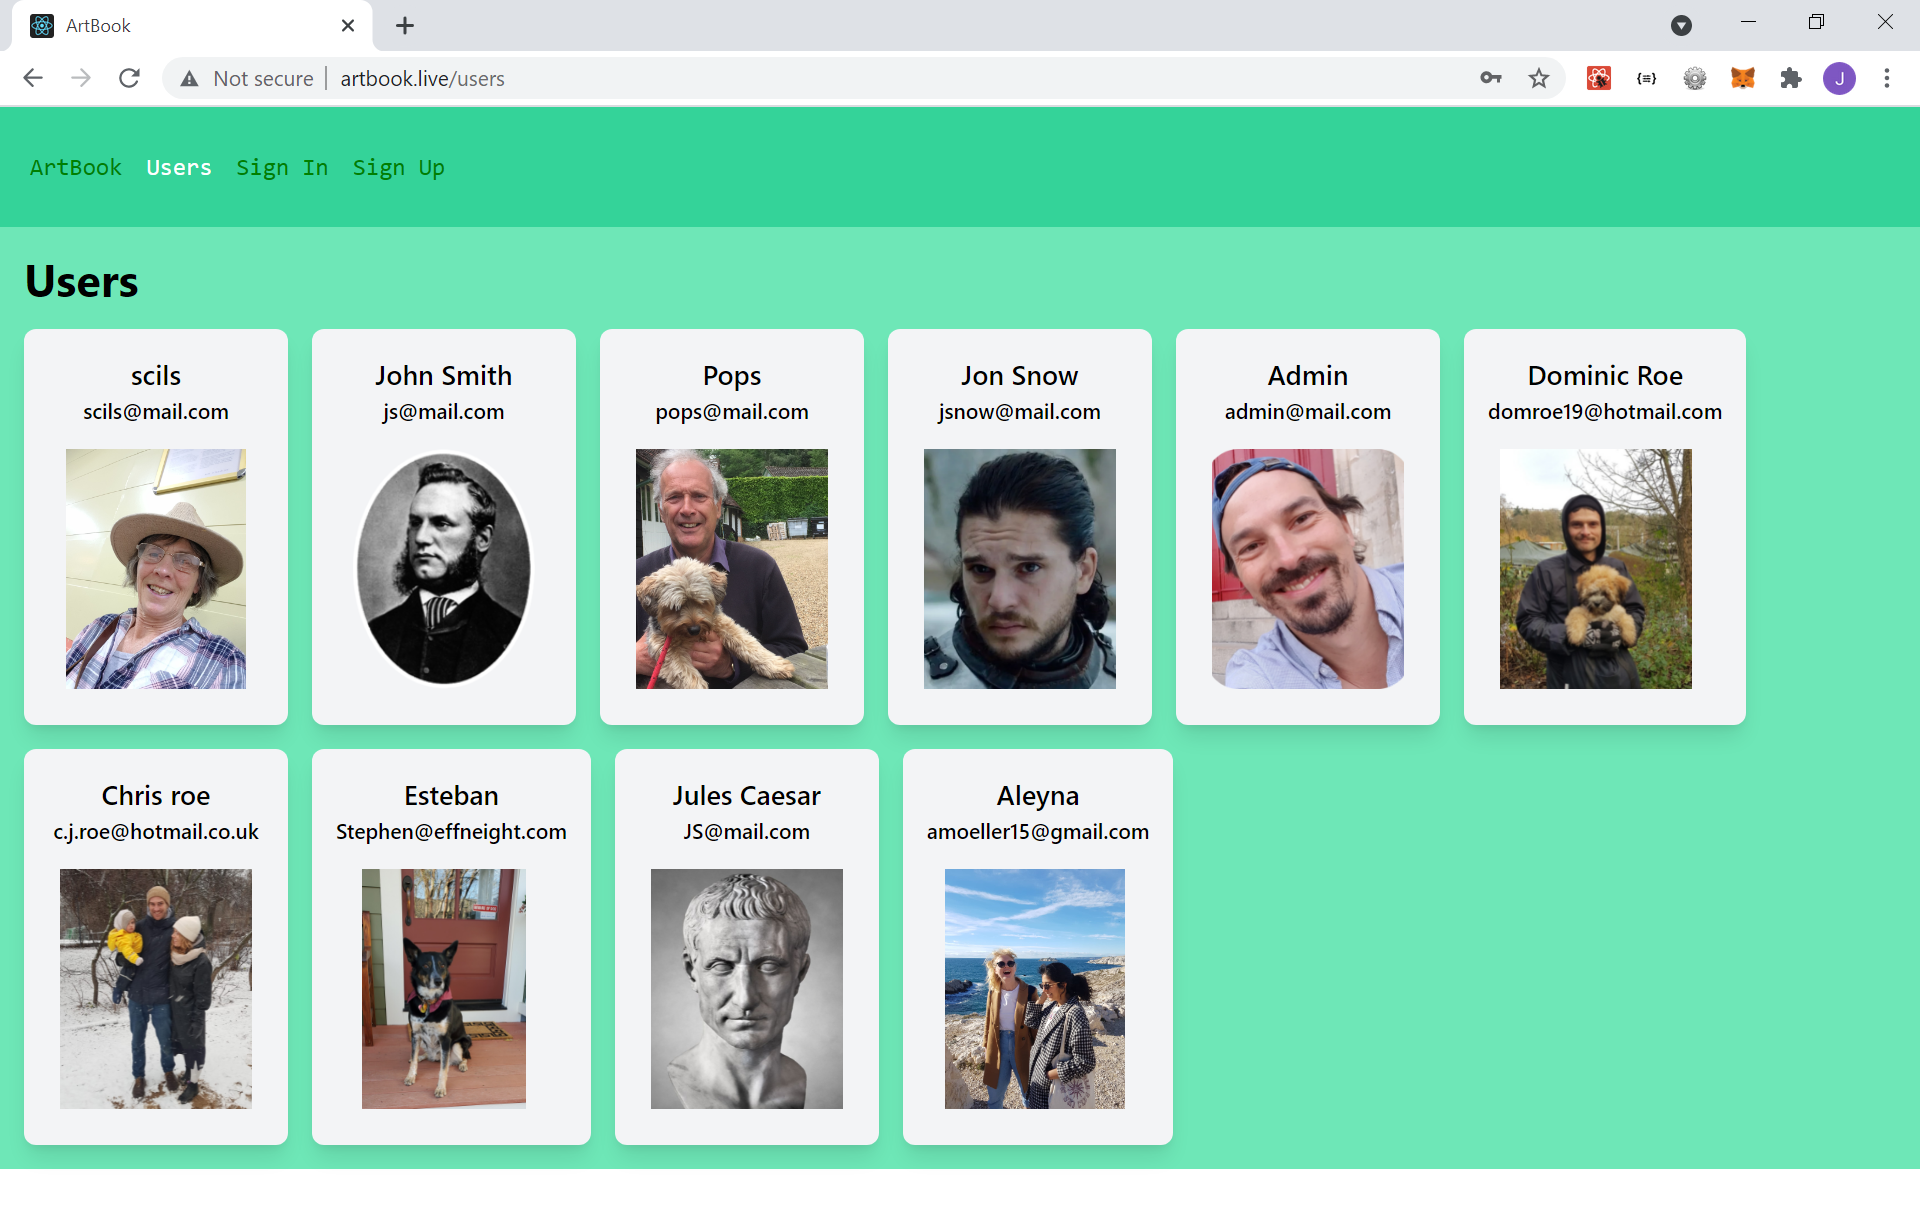 ArtBook
Not secure | artbook.live/users
J
ArtBook Users Sign In Sign Up
Users
scils
scils@mail.com
John Smith
js@mail.com
Pops
pops@mail.com
Jon Snow
jsnow@mail.com
Admin
admin@mail.com
Dominic Roe
domroe19@hotmail.com
Chris roe
c.j.roe@hotmail.co.uk
Esteban
Stephen@effneight.com
Jules Caesar
JS@mail.com
Aleyna
amoeller15@gmail.com